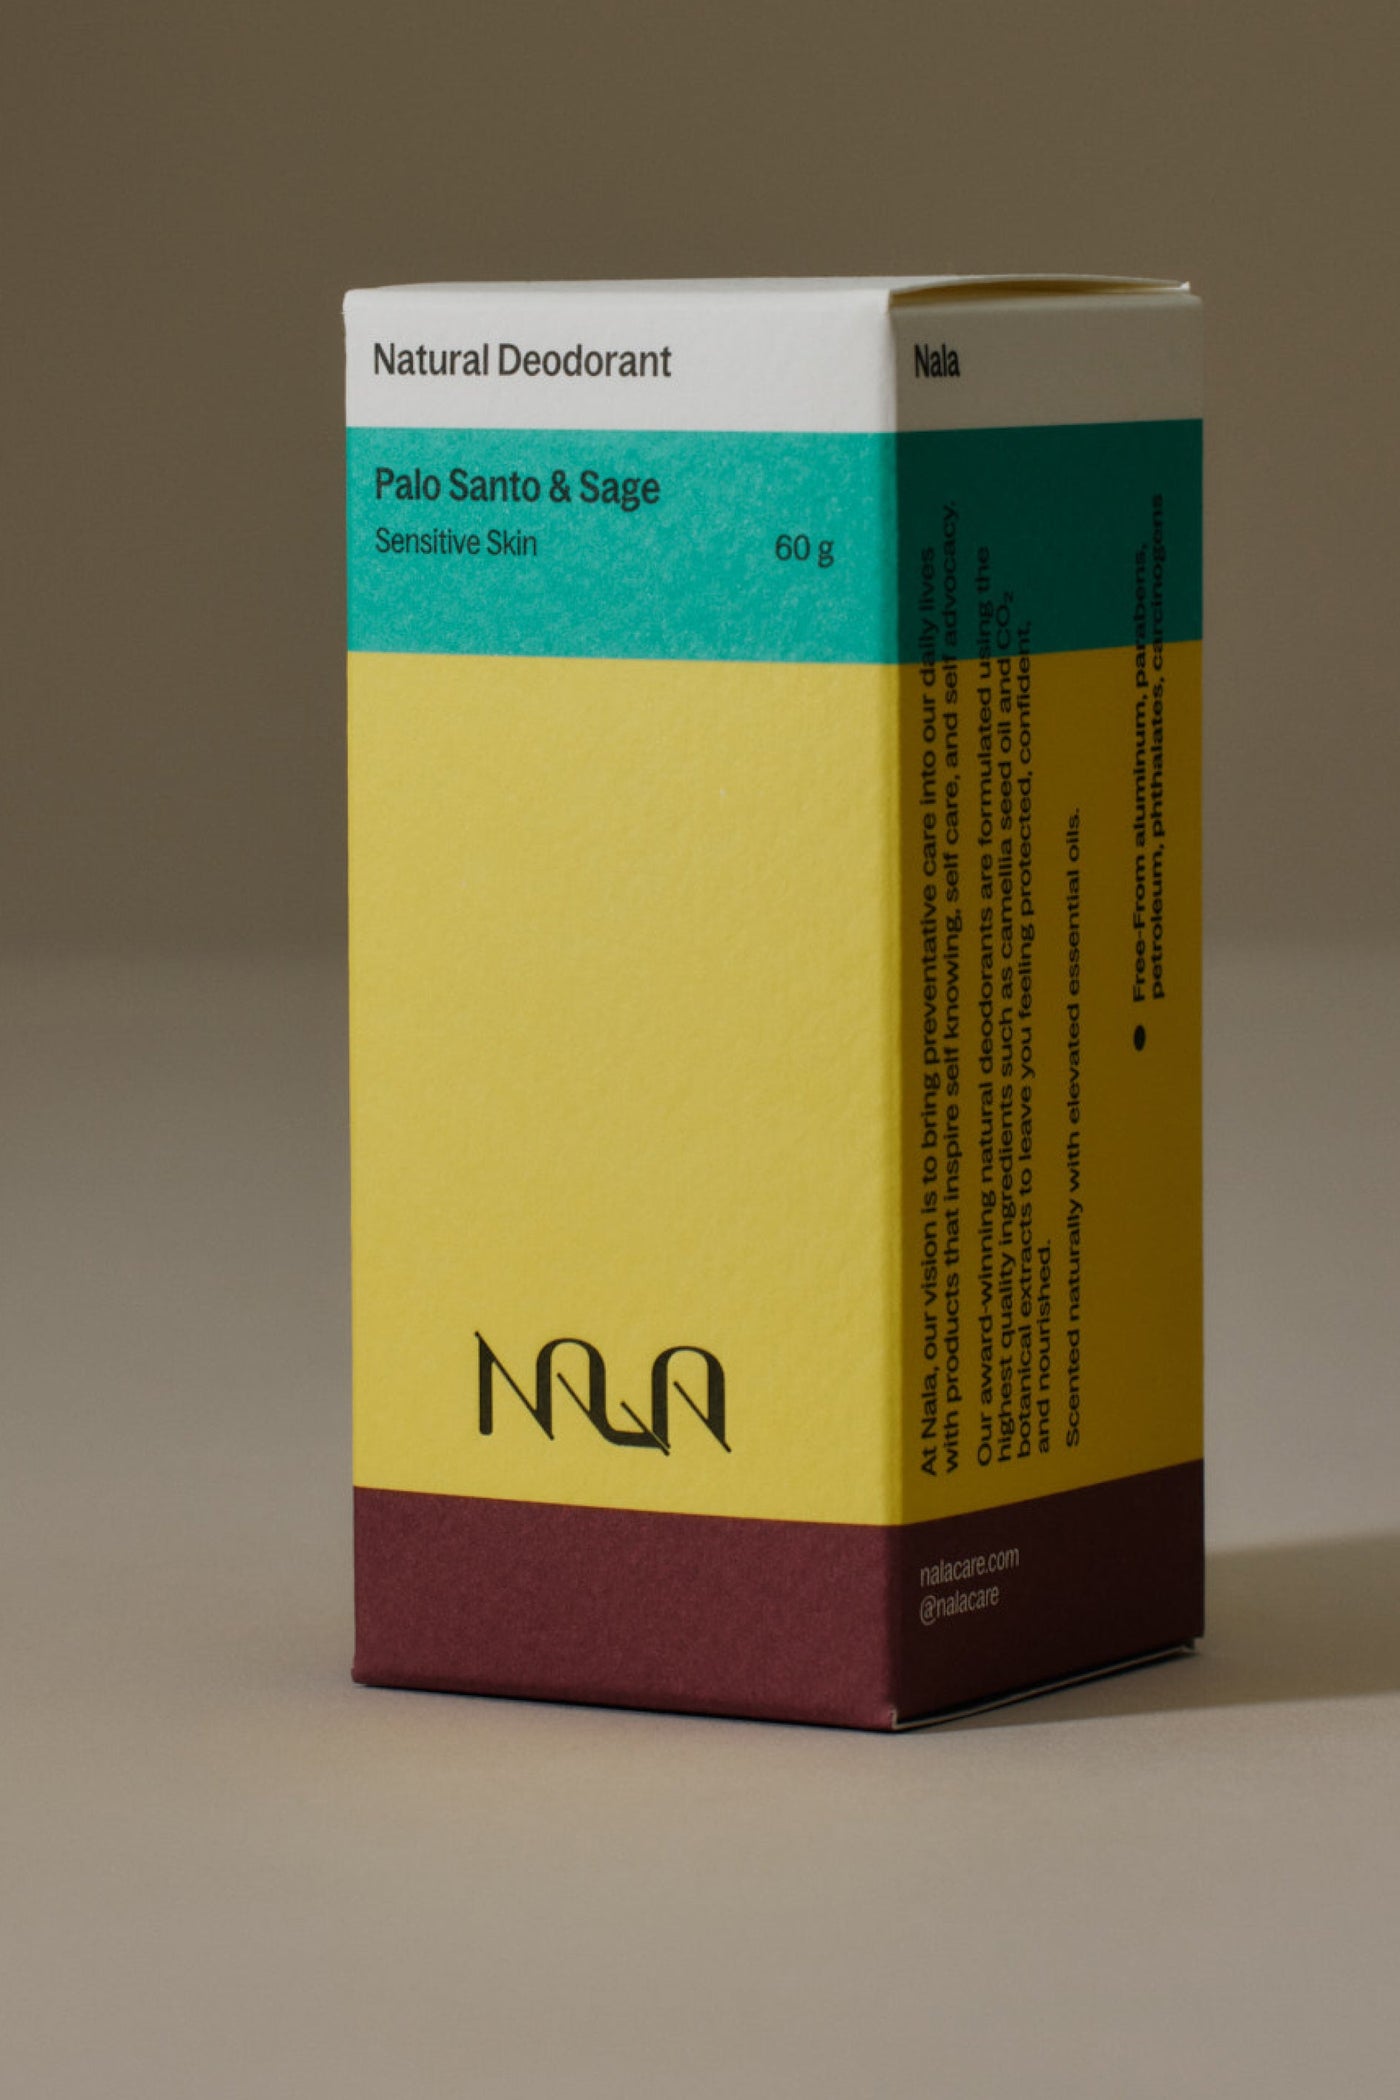 Natural Deodorant
Palo Santo & Sage
Sensitive Skin
60 g
NALA
Nala
At Nala, our vision is to bring preventative care into our daily lives
with products that inspire self knowing, self care, and self advocacy.
Our award-winning natural deodorants are formulated using the
highest quality ingredients such as camellia seed oil and CO₂
botanical extracts to leave you feeling protected, confident,
and nourished.
Scented naturally with elevated essential oils.
● Free-From aluminum, parabens,
petroleum, phthalates, carcinogens
nalacare.com
@nalacare